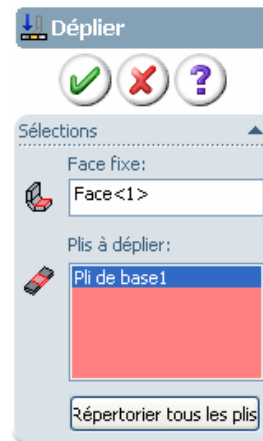 Déplier
?
Sélections
Face fixe:
Face<1>
Plis à déplier:
Pli de base1
Répertorier tous les plis